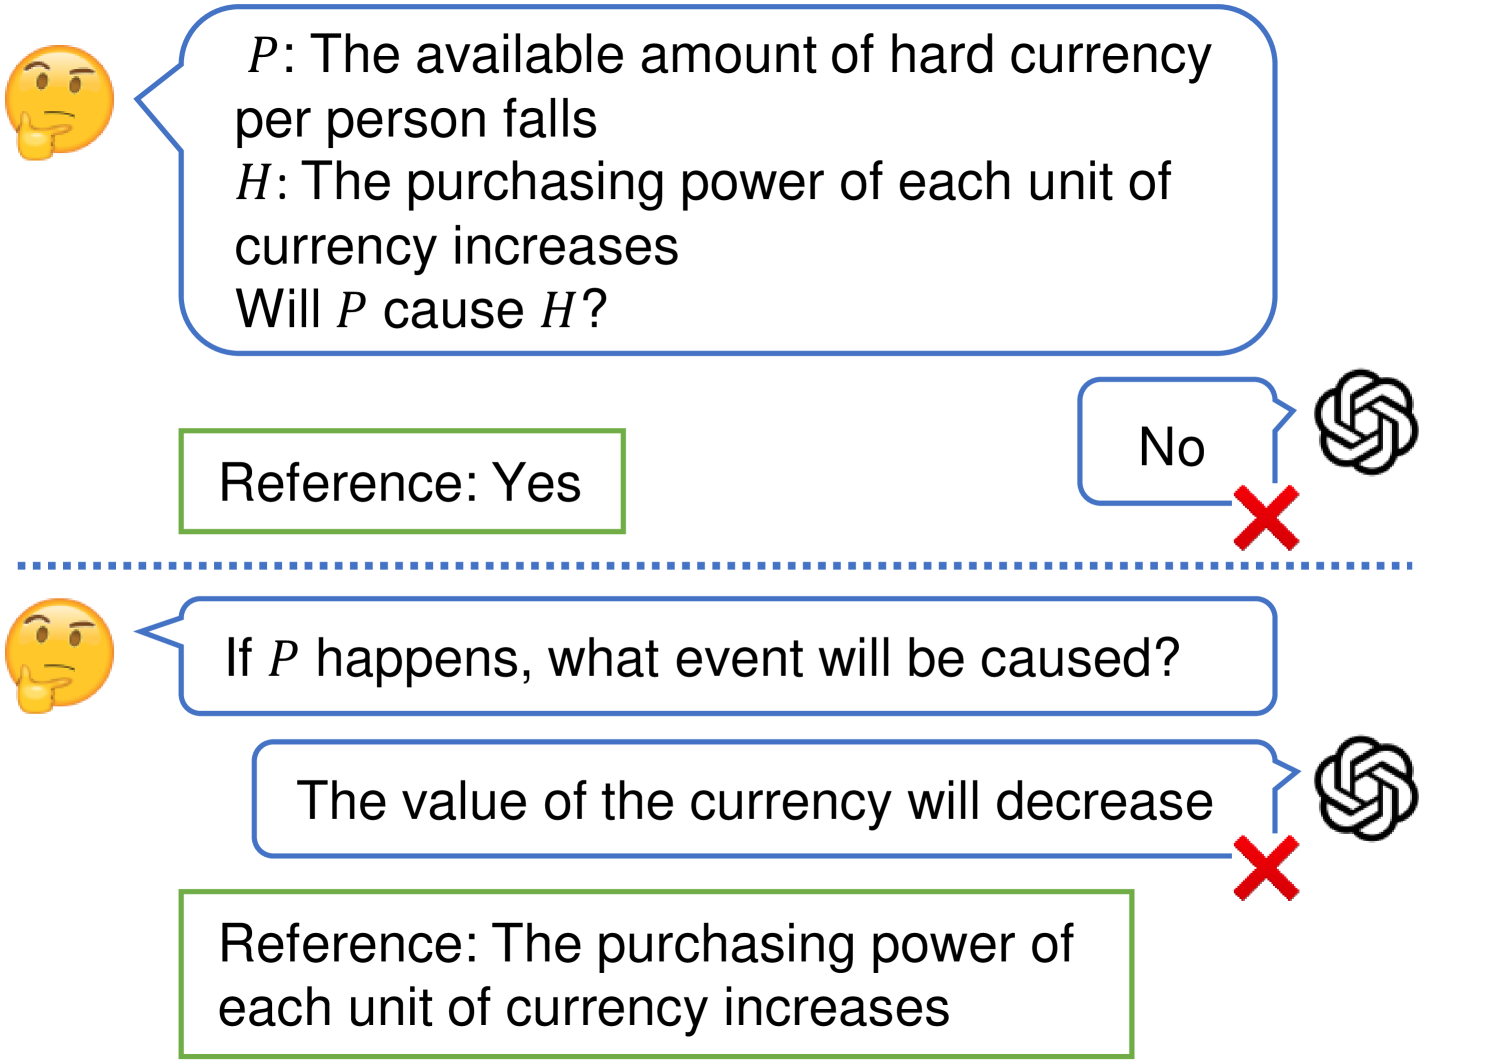 P: The available amount of hard currency
per person falls
H: The purchasing power of each unit of
currency increases
Will P cause H?
No
Reference: Yes
If P happens, what event will be caused?
The value of the currency will decrease
Reference: The purchasing power of
each unit of currency increases